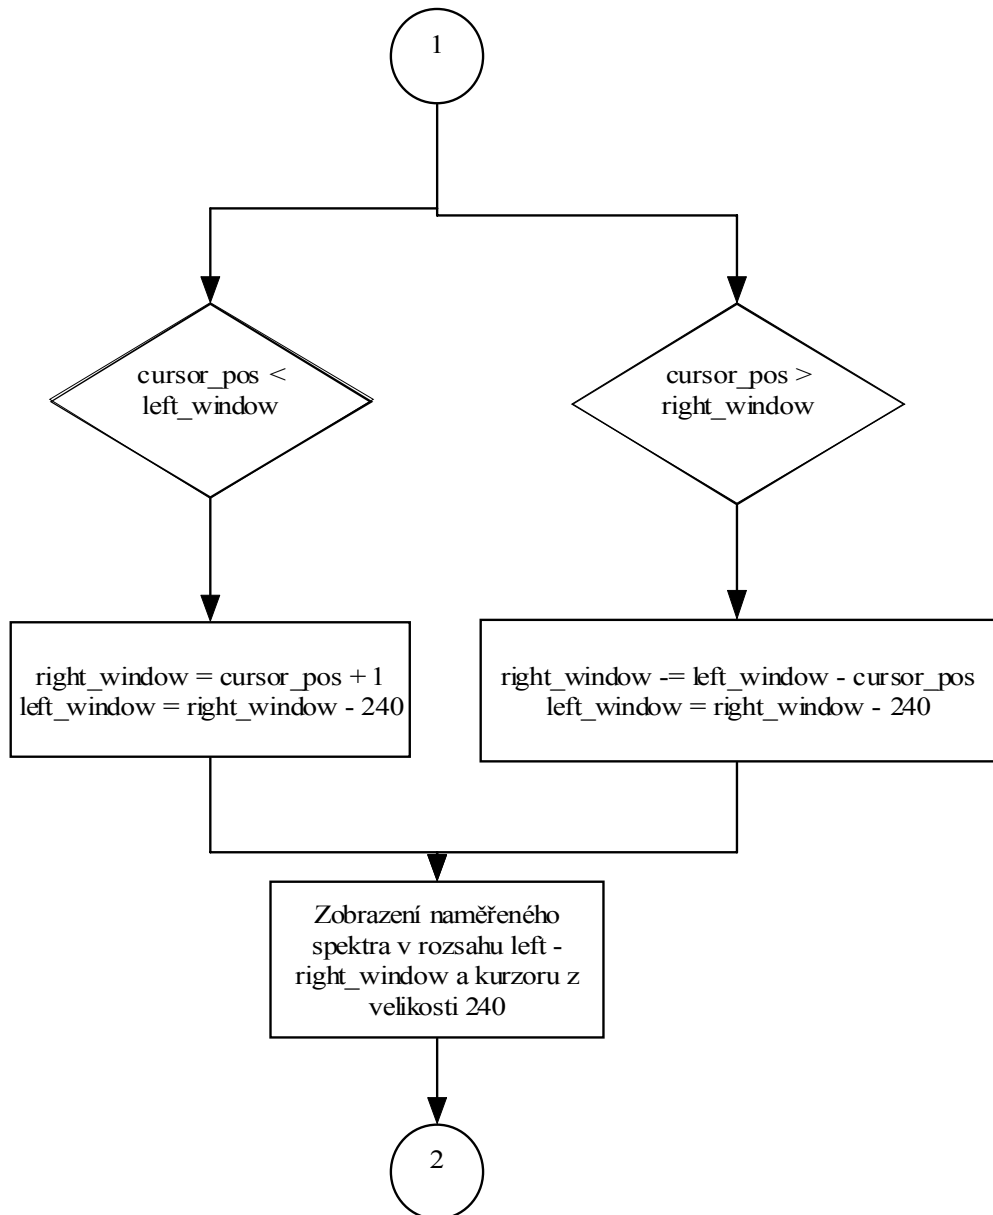 1
cursor_pos <
left_window
cursor_pos >
right_window
right_window = cursor_pos + 1
left_window = right_window - 240
right_window -= left_window - cursor_pos
left_window = right_window - 240
Zobrazení naměřeného
spektra v rozsahu left -
right_window a kurzoru z
velikosti 240
2